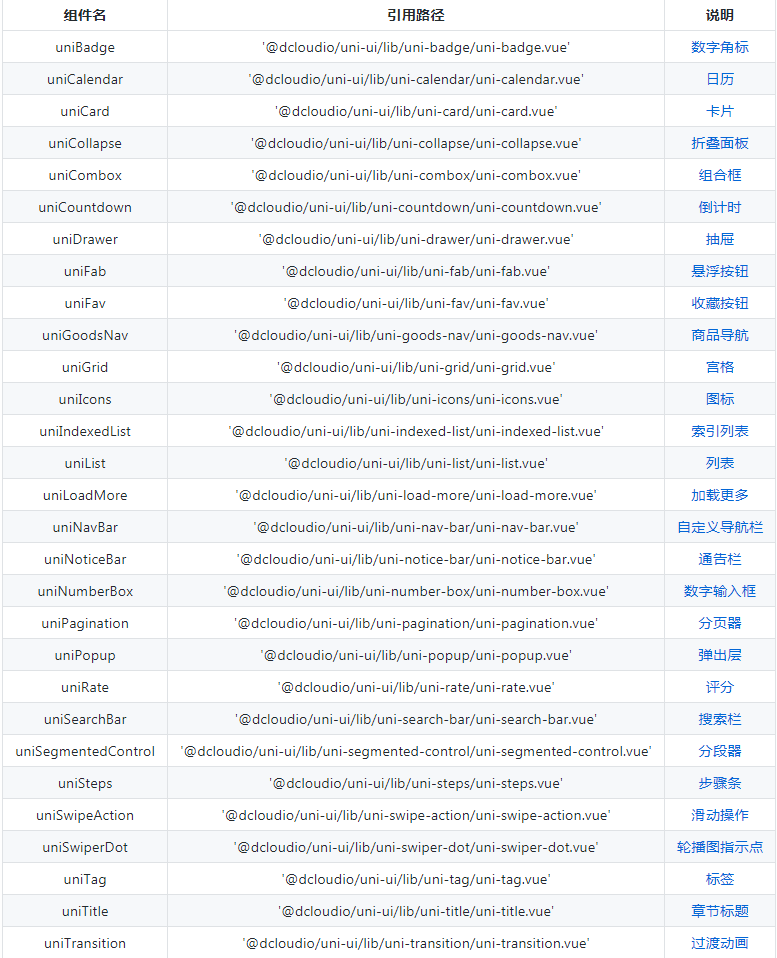 组件名 引用路径 说明
uniBadge '@dcloudio/uni-ui/lib/uni-badge/uni-badge.vue' 数字角标
uniCalendar '@dcloudio/uni-ui/lib/uni-calendar/uni-calendar.vue' 日历
uniCard '@dcloudio/uni-ui/lib/uni-card/uni-card.vue' 卡片
uniCollapse '@dcloudio/uni-ui/lib/uni-collapse/uni-collapse.vue' 折叠面板
uniCombox '@dcloudio/uni-ui/lib/uni-combox/uni-combox.vue' 组合框
uniCountdown '@dcloudio/uni-ui/lib/uni-countdown/uni-countdown.vue' 倒计时
uniDrawer '@dcloudio/uni-ui/lib/uni-drawer/uni-drawer.vue' 抽屉
uniFab '@dcloudio/uni-ui/lib/uni-fab/uni-fab.vue' 悬浮按钮
uniFav '@dcloudio/uni-ui/lib/uni-fav/uni-fav.vue' 收藏按钮
uniGoodsNav '@dcloudio/uni-ui/lib/uni-goods-nav/uni-goods-nav.vue' 商品导航
uniGrid '@dcloudio/uni-ui/lib/uni-grid/uni-grid.vue' 宫格
uniIcons '@dcloudio/uni-ui/lib/uni-icons/uni-icons.vue' 图标
uniIndexedList '@dcloudio/uni-ui/lib/uni-indexed-list/uni-indexed-list.vue' 索引列表
uniList '@dcloudio/uni-ui/lib/uni-list/uni-list.vue' 列表
uniLoadMore '@dcloudio/uni-ui/lib/uni-load-more/uni-load-more.vue' 加载更多
uniNavBar '@dcloudio/uni-ui/lib/uni-nav-bar/uni-nav-bar.vue' 自定义导航栏
uniNoticeBar '@dcloudio/uni-ui/lib/uni-notice-bar/uni-notice-bar.vue' 通告栏
uniNumberBox '@dcloudio/uni-ui/lib/uni-number-box/uni-number-box.vue' 数字输入框
uniPagination '@dcloudio/uni-ui/lib/uni-pagination/uni-pagination.vue' 分页器
uniPopup '@dcloudio/uni-ui/lib/uni-popup/uni-popup.vue' 弹出层
uniRate '@dcloudio/uni-ui/lib/uni-rate/uni-rate.vue' 评分
uniSearchBar '@dcloudio/uni-ui/lib/uni-search-bar/uni-search-bar.vue' 搜索栏
uniSegmentedControl '@dcloudio/uni-ui/lib/uni-segmented-control/uni-segmented-control.vue' 分段器
uniSteps '@dcloudio/uni-ui/lib/uni-steps/uni-steps.vue' 步骤条
uniSwipeAction '@dcloudio/uni-ui/lib/uni-swipe-action/uni-swipe-action.vue' 滑动操作
uniSwiperDot '@dcloudio/uni-ui/lib/uni-swiper-dot/uni-swiper-dot.vue' 轮播图指示点
uniTag '@dcloudio/uni-ui/lib/uni-tag/uni-tag.vue' 标签
uniTitle '@dcloudio/uni-ui/lib/uni-title/uni-title.vue' 章节标题
uniTransition '@dcloudio/uni-ui/lib/uni-transition/uni-transition.vue' 过渡动画